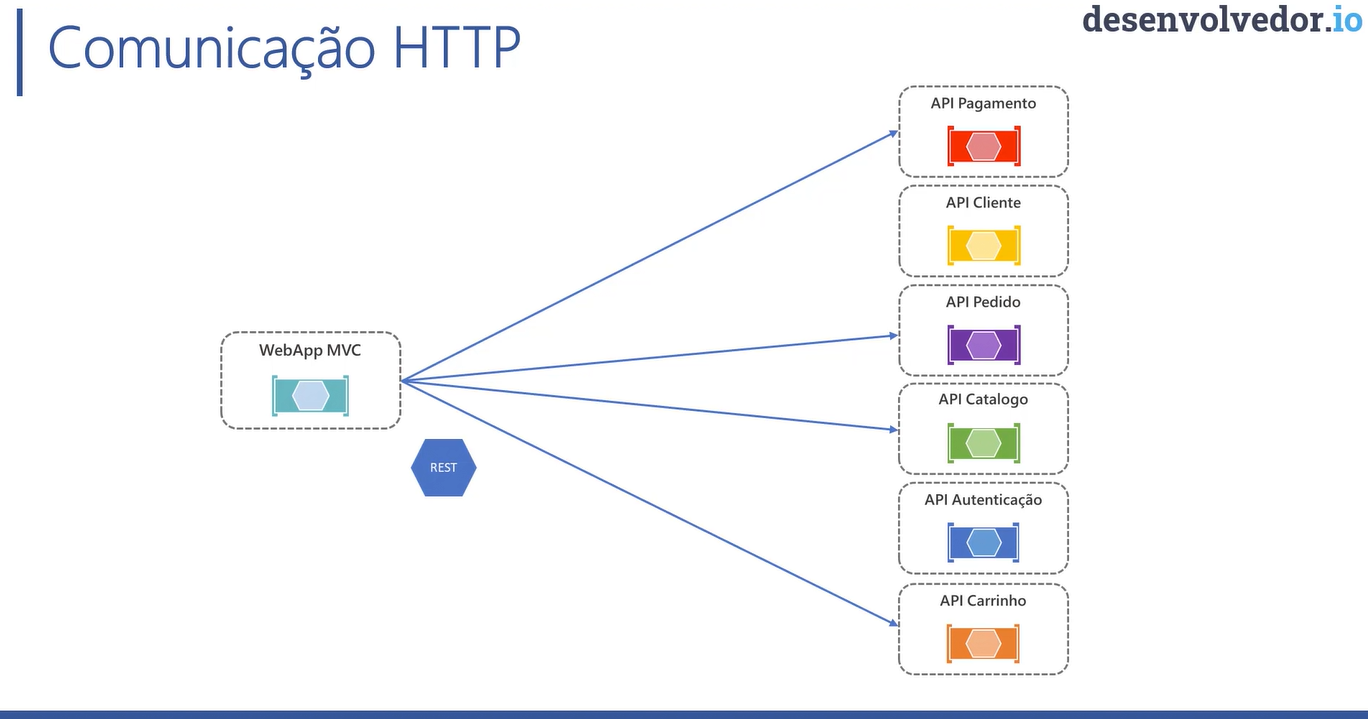 Comunicação HTTP
desenvolvedor.io
API Pagamento
API Cliente
API Pedido
WebApp MVC
API Catalogo
REST
API Autenticação
API Carrinho